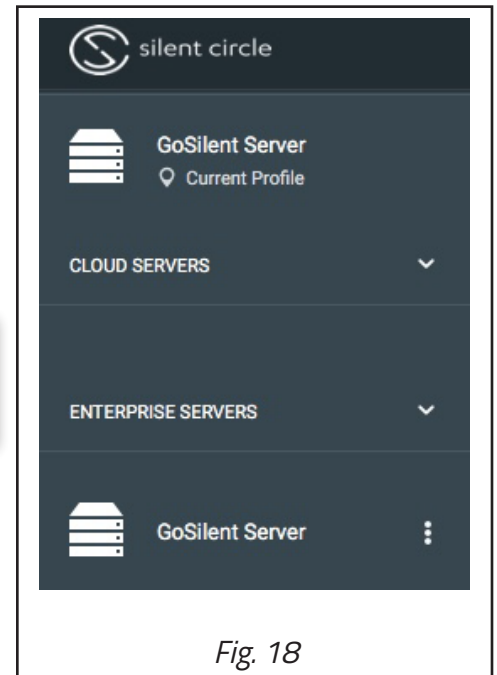 silent circle
GoSilent Server
Current Profile
CLOUD SERVERS
ENTERPRISE SERVERS
GoSilent Server
Fig. 18